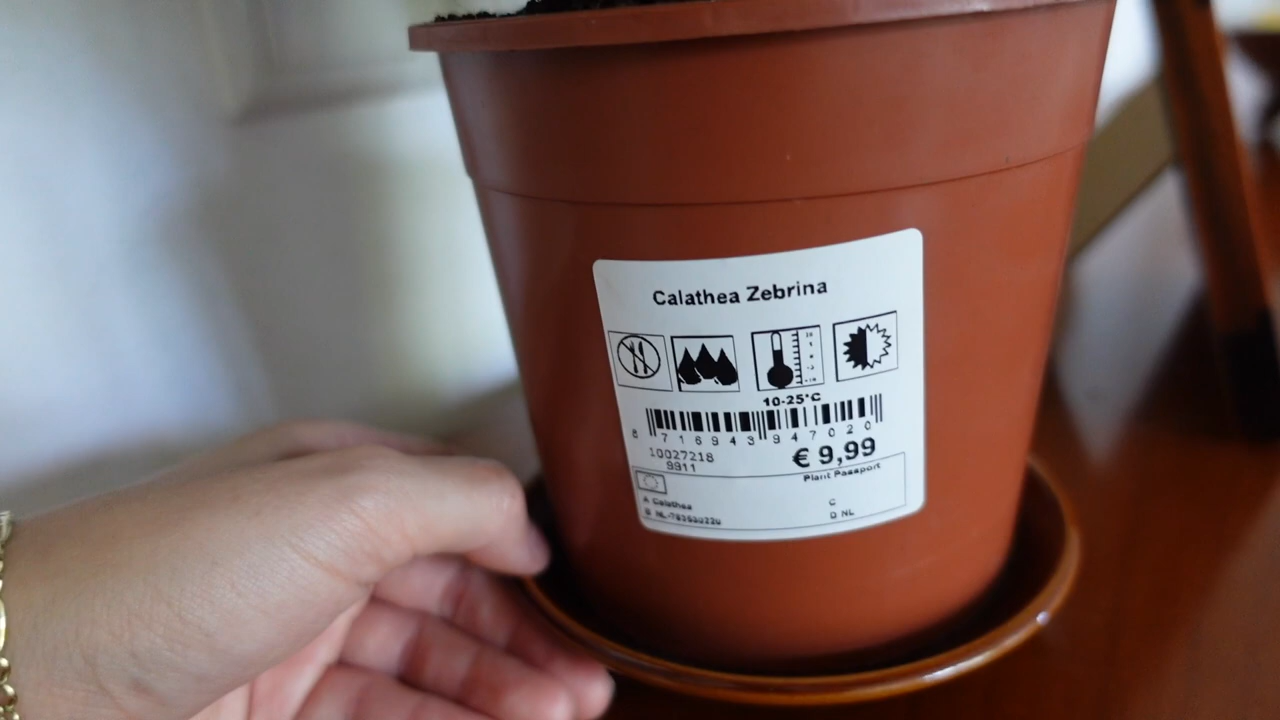 Calathea Zebrina
10-25°C
8 716943 947020
10027218
9911
€ 9,99
Plant Passport
A Calathea
C
D NL